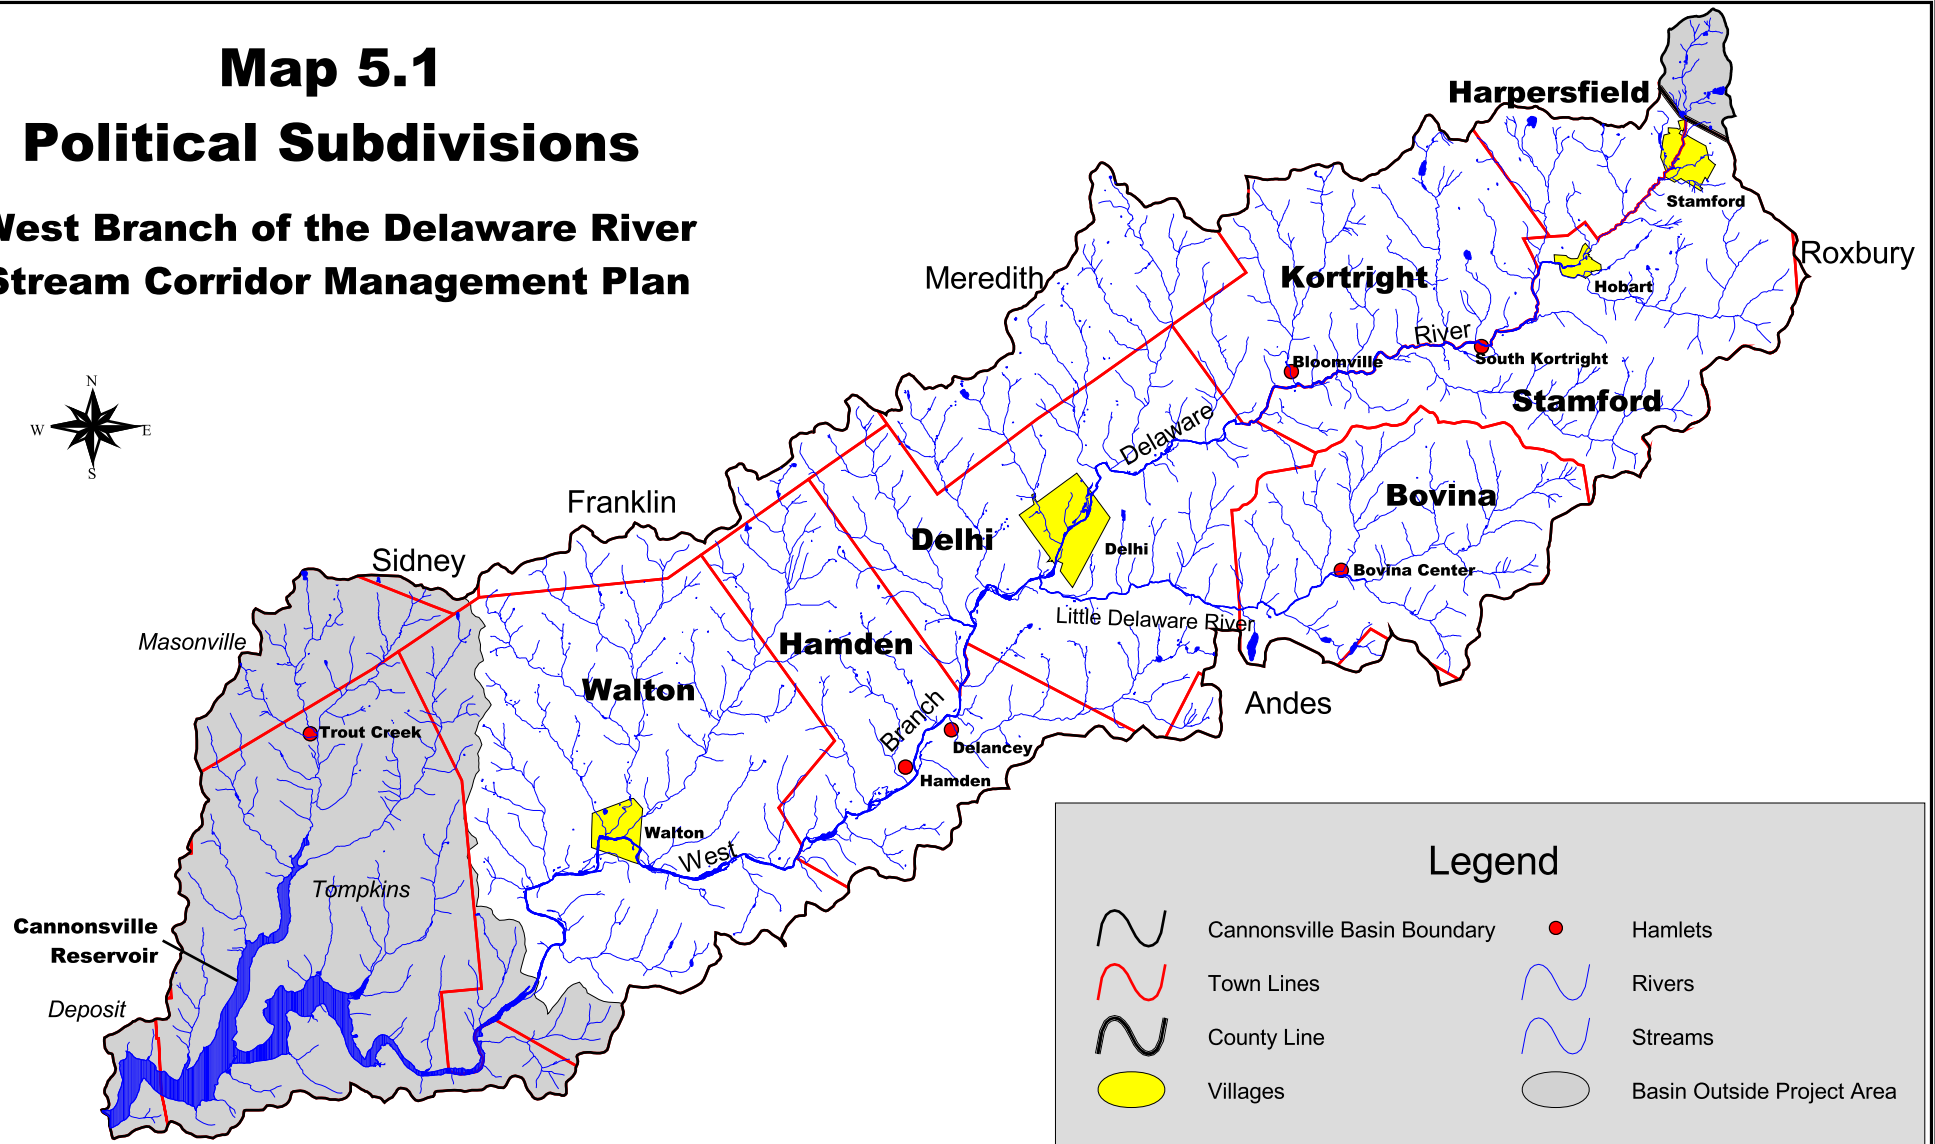 Map 5.1
Political Subdivisions
West Branch of the Delaware River
Stream Corridor Management Plan
N
W
E
S
Harpersfield
Stamford
Roxbury
Meredith
Kortright
Hobart
River
South Kortright
Bloomville
Stamford
Delaware
Bovina
Franklin
Delhi
Delhi
Sidney
Bovina Center
Little Delaware River
Masonville
Hamden
Walton
Andes
Branch
Trout Creek
Delancey
Hamden
Walton
West
Tompkins
Cannonsville
Reservoir
Deposit
Legend
Cannonsville Basin Boundary
Hamlets
Town Lines
Rivers
County Line
Streams
Villages
Basin Outside Project Area